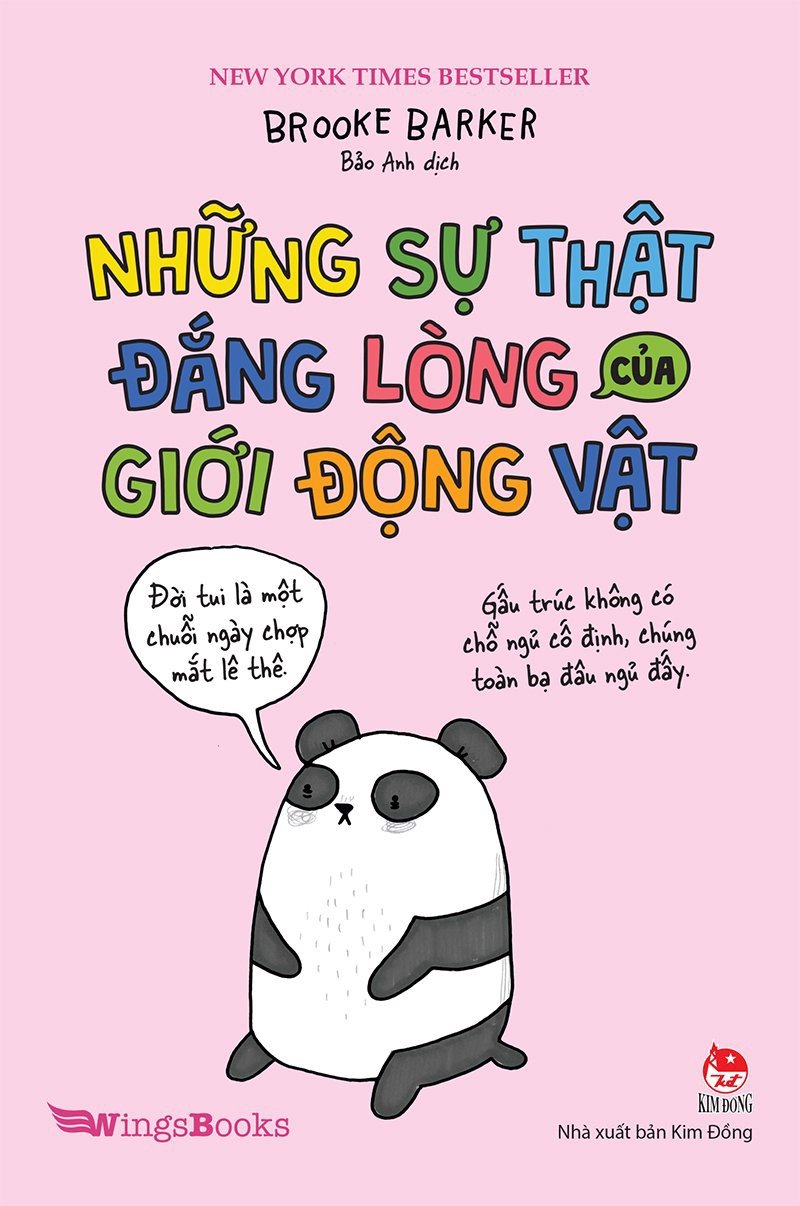 NEW YORK TIMES BESTSELLER
BROOKE BARKER
Bảo Anh dịch
NHỮNG SỰ THẬT
ĐẮNG LÒNG CỦA
GIỚI ĐỘNG VẬT
Đời tui là một
chuỗi ngày chợp
mắt lê thê.
Gấu trúc không có
chỗ ngủ cố định, chúng
toàn bạ đâu ngủ đấy.
WingsBooks
KIM ĐỒNG
Nhà xuất bản Kim Đồng